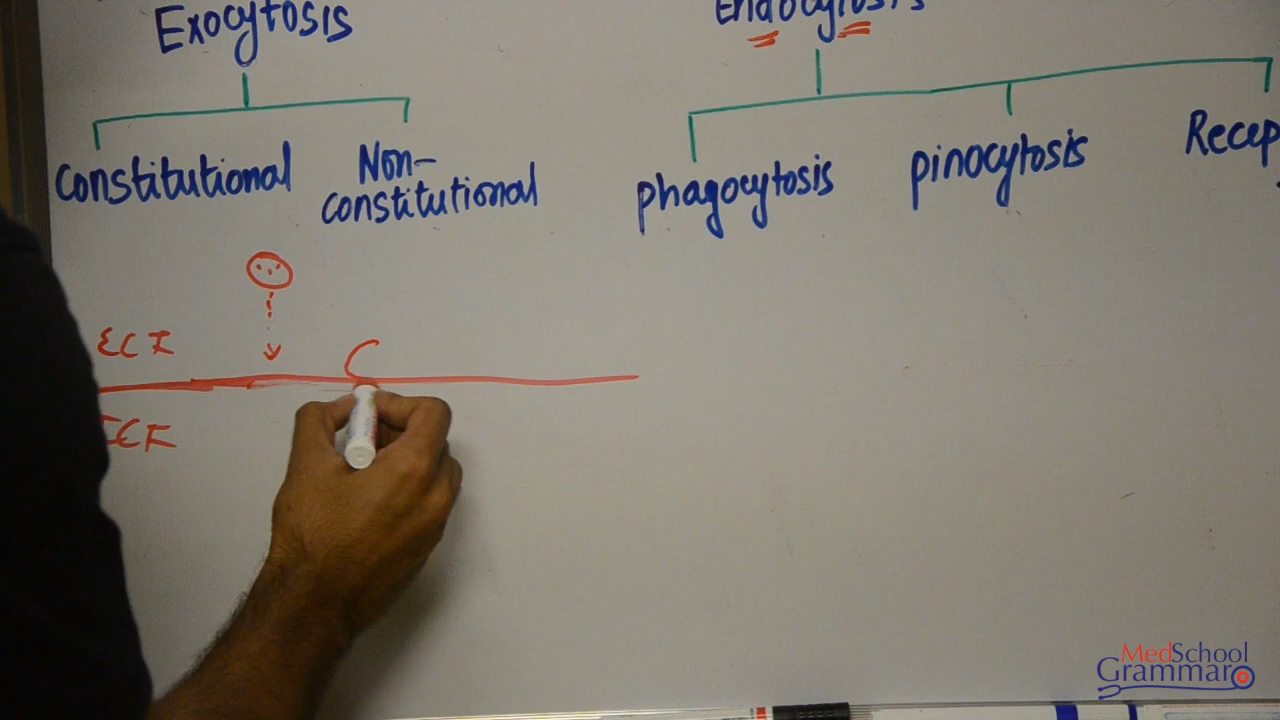 Exocytosis
Endocytosis
Constitutional
Non-
constitutional
phagocytosis
pinocytosis
Recep
ECF
ICF
MedSchool
Grammar